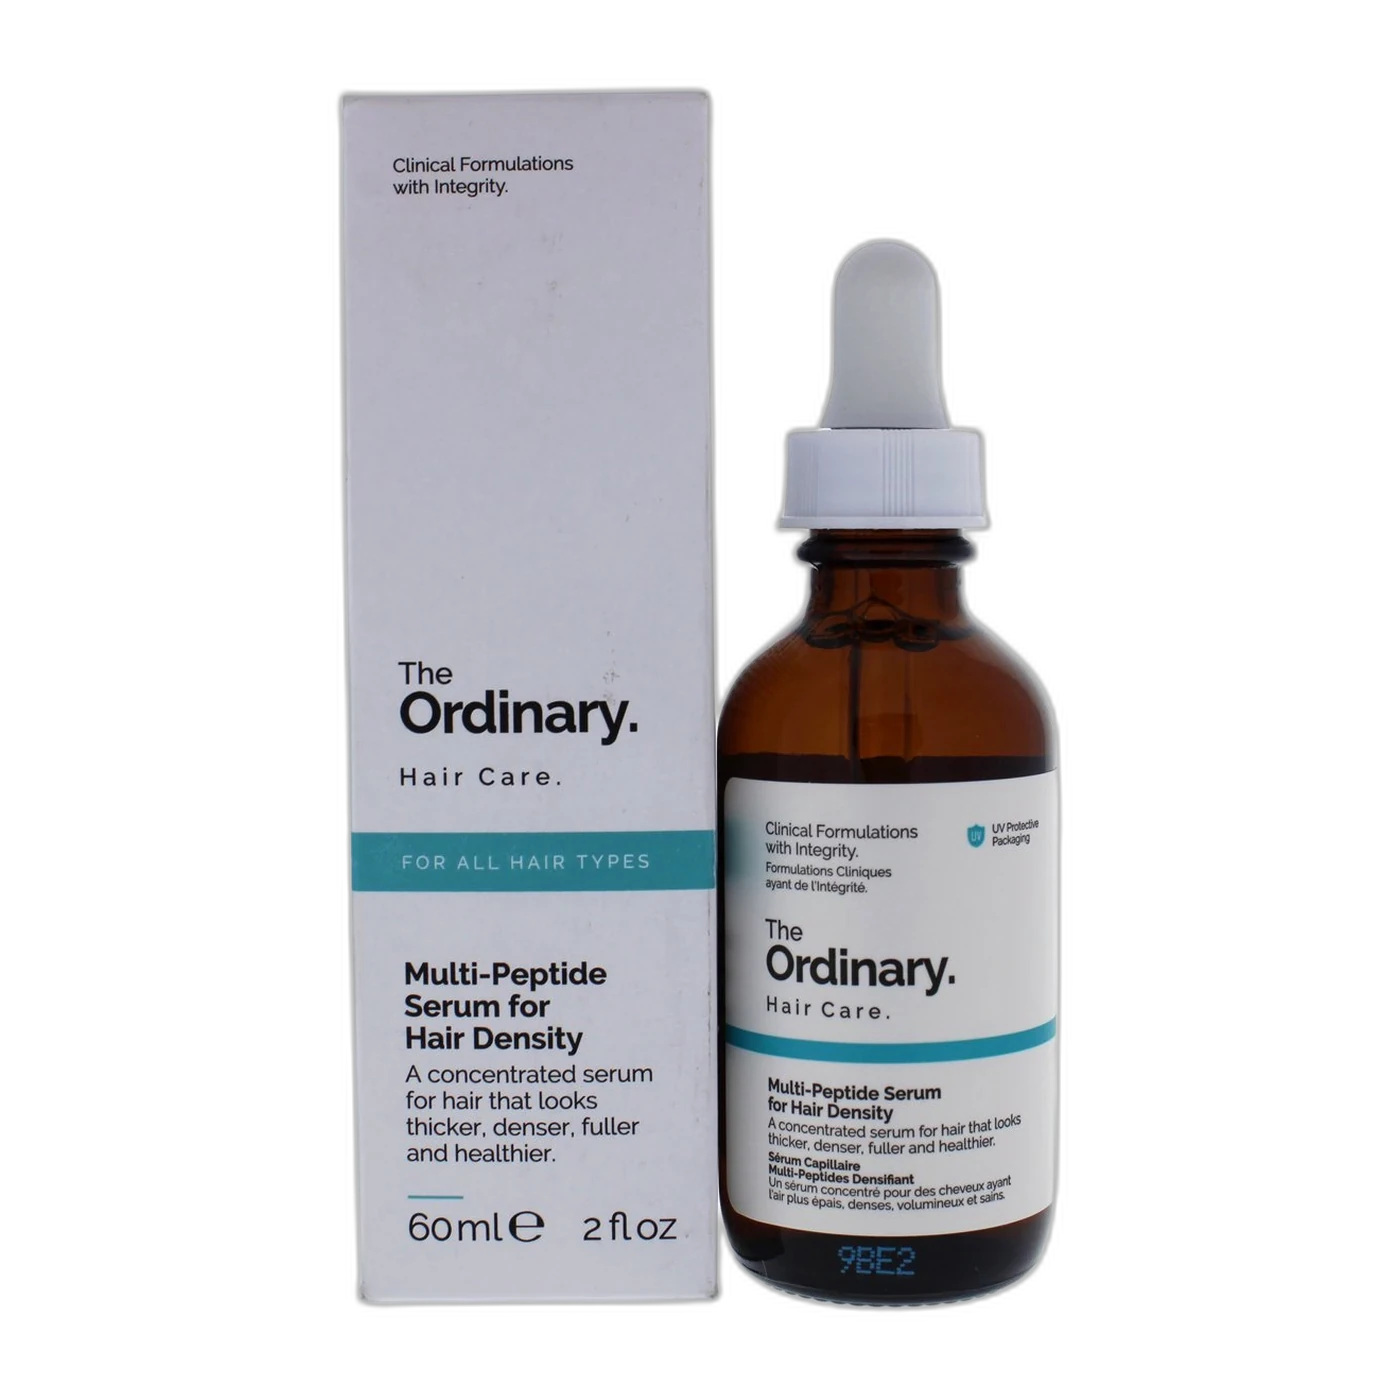 Clinical Formulations
with Integrity.
The
Ordinary.
Hair Care.
FOR ALL HAIR TYPES
Multi-Peptide
Serum for
Hair Density
A concentrated serum
for hair that looks
thicker, denser, fuller
and healthier.
60 ml e 2 fl oz
Clinical Formulations
with Integrity.
Formulations Cliniques
ayant de l'Intégrité.
UV
UV Protective
Packaging
The
Ordinary.
Hair Care.
Multi-Peptide Serum
for Hair Density
A concentrated serum for hair that looks
thicker, denser, fuller and healthier.
Sérum Capillaire
Multi-Peptides Densifiant
Un sérum concentré pour des cheveux ayant
l'air plus épais, denses, volumineux et sains.
9BE2